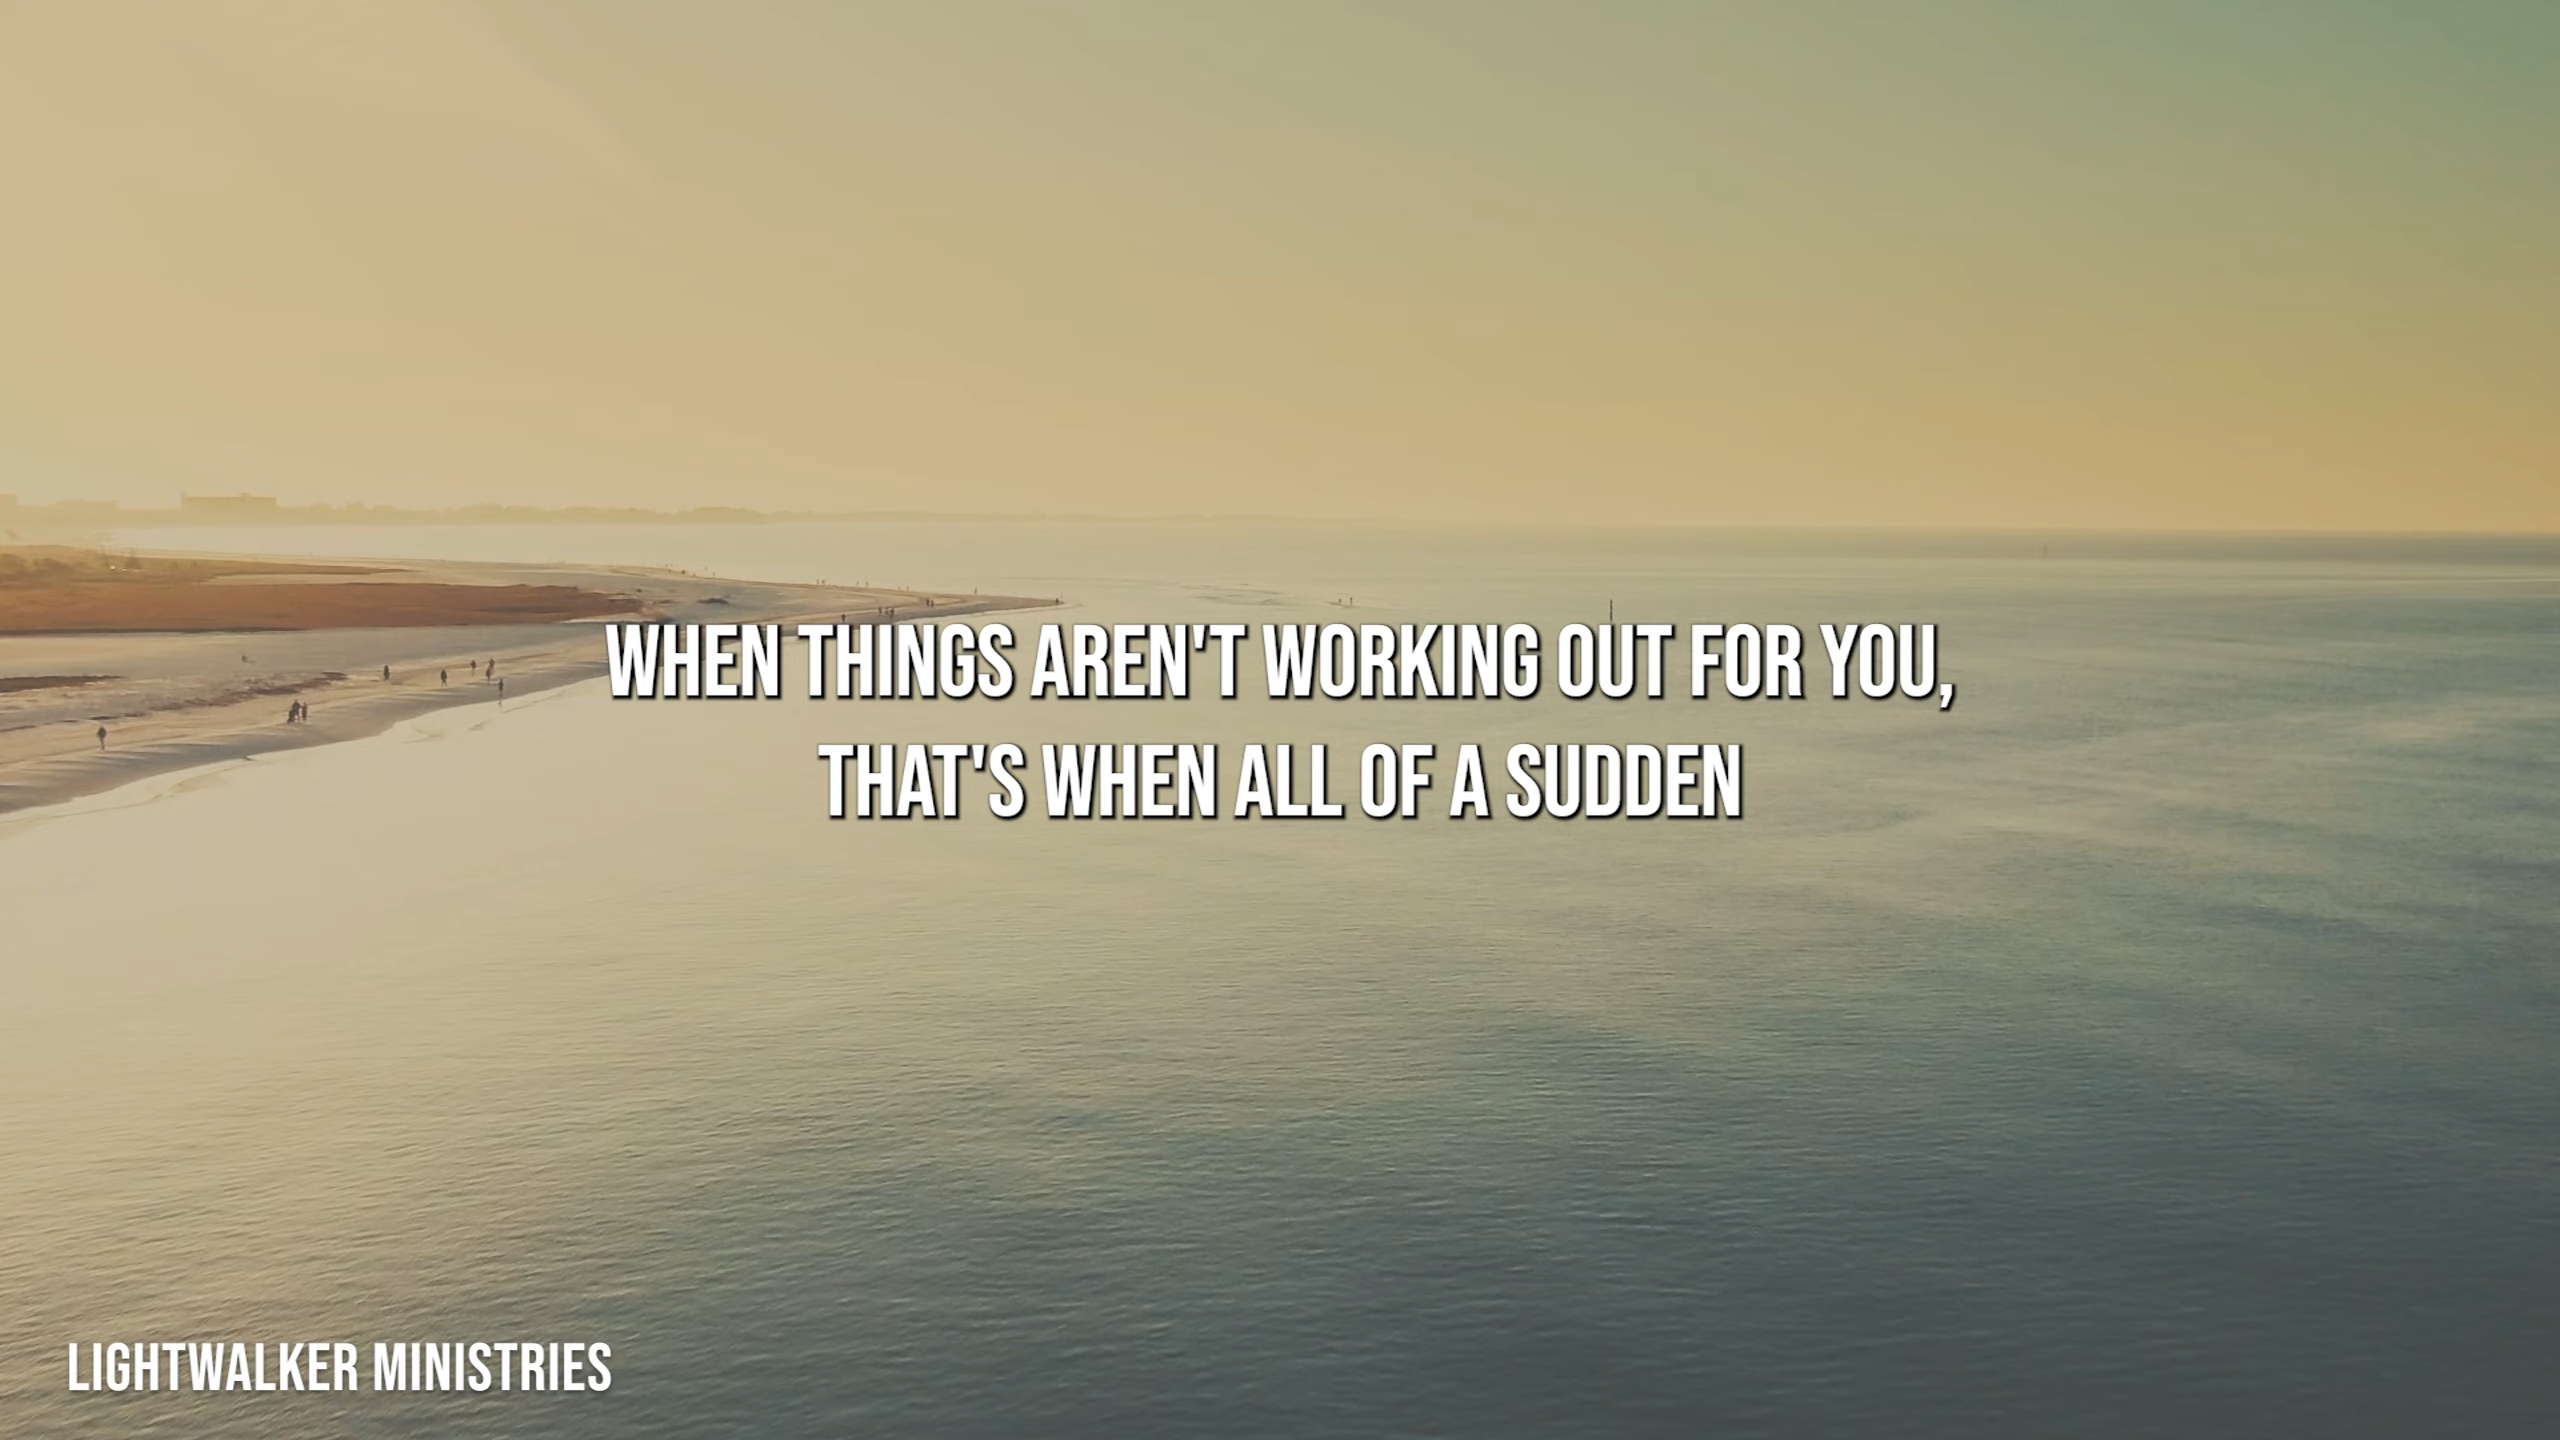 WHEN THINGS AREN'T WORKING OUT FOR YOU,
THAT'S WHEN ALL OF A SUDDEN
LIGHTWALKER MINISTRIES